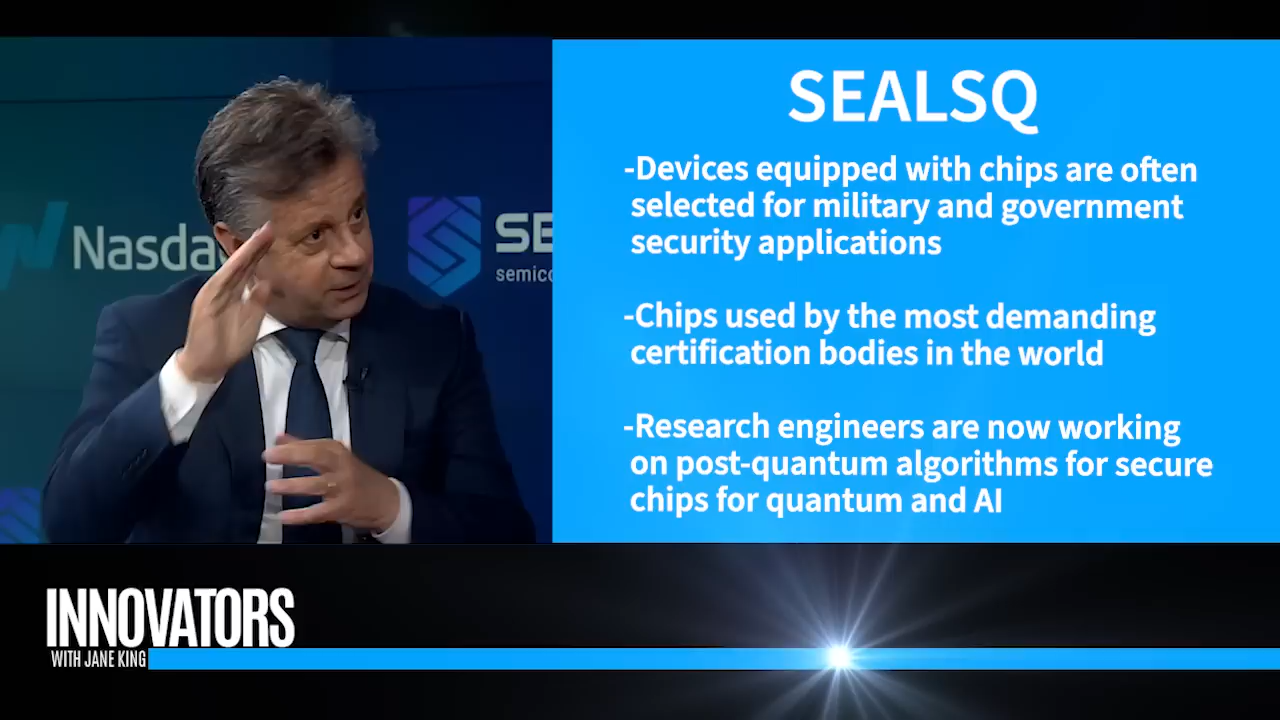 Nasda
SE
semic
SEALSQ
-Devices equipped with chips are often
selected for military and government
security applications
-Chips used by the most demanding
certification bodies in the world
-Research engineers are now working
on post-quantum algorithms for secure
chips for quantum and AI
INNOVATORS
WITH JANE KING